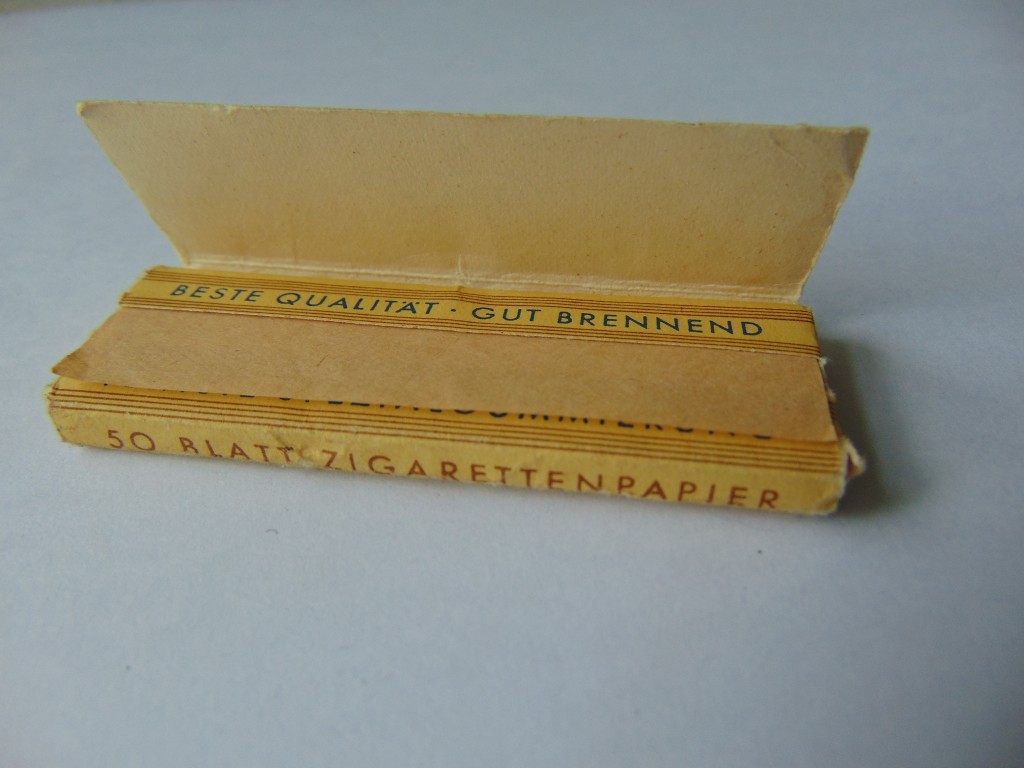 BESTE QUALITÄT · GUT BRENNEND
50 BLATT ZIGARETTENPAPIER